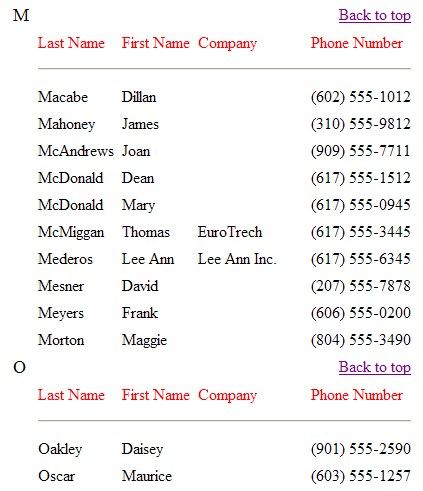 M Back to top
Last Name First Name Company Phone Number
Macabe Dillan (602) 555-1012
Mahoney James (310) 555-9812
McAndrews Joan (909) 555-7711
McDonald Dean (617) 555-1512
McDonald Mary (617) 555-0945
McMiggan Thomas EuroTrech (617) 555-3445
Mederos Lee Ann Lee Ann Inc. (617) 555-6345
Mesner David (207) 555-7878
Meyers Frank (606) 555-0200
Morton Maggie (804) 555-3490
O Back to top
Last Name First Name Company Phone Number
Oakley Daisey (901) 555-2590
Oscar Maurice (603) 555-1257